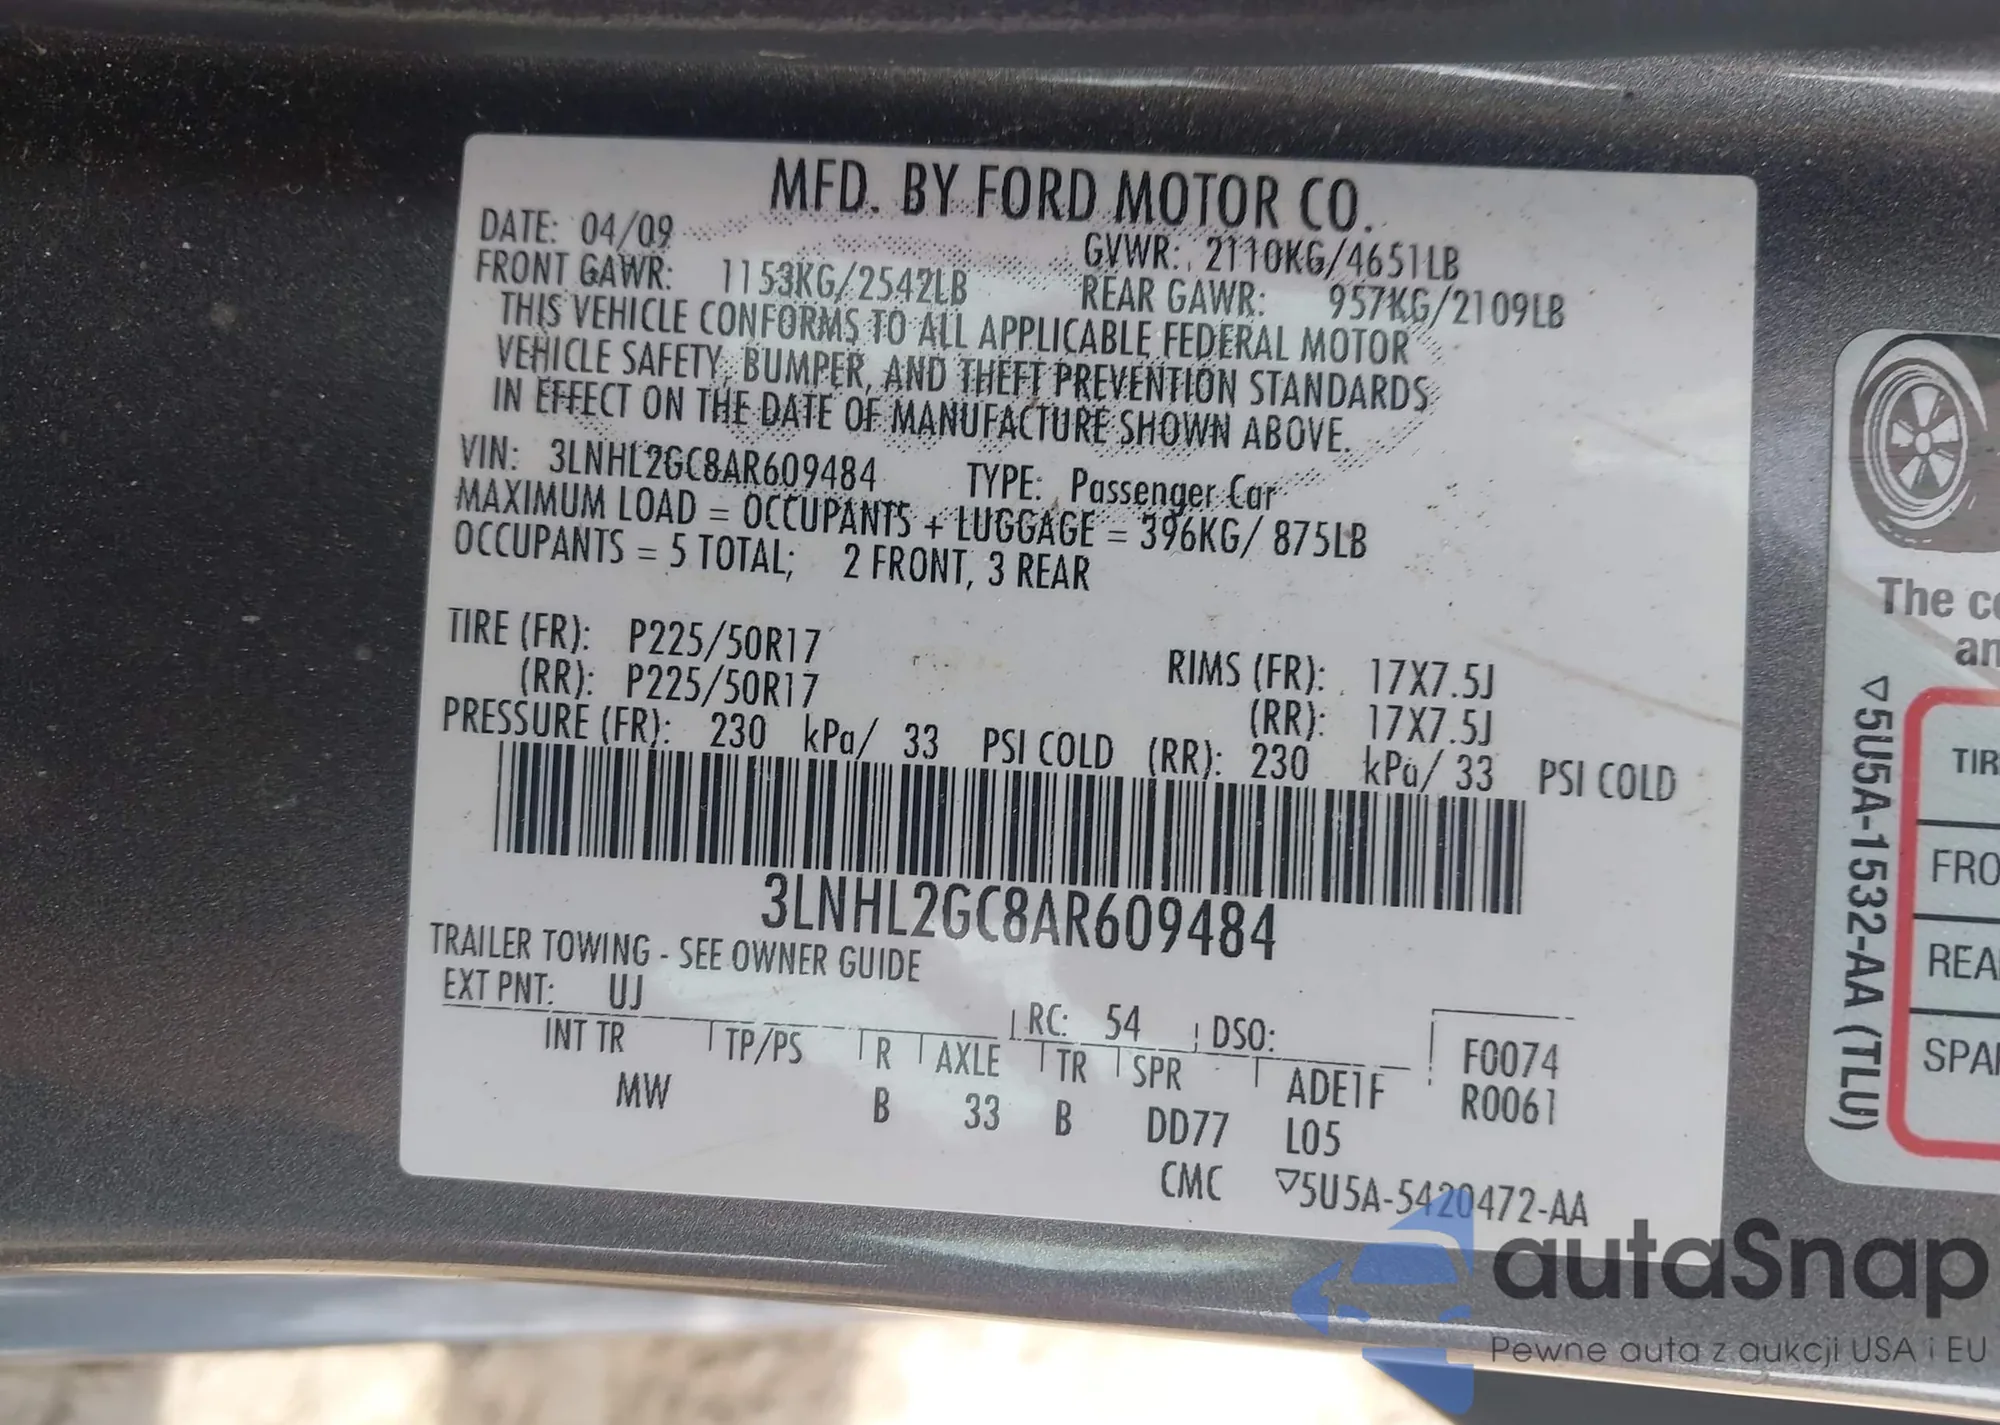 MFD. BY FORD MOTOR CO.
DATE: 04/09
GVWR: 2110KG/4651LB
FRONT GAWR: 1153KG/2542LB
REAR GAWR: 957KG/2109LB
THIS VEHICLE CONFORMS TO ALL APPLICABLE FEDERAL MOTOR
VEHICLE SAFETY, BUMPER, AND THEFT PREVENTION STANDARDS
IN EFFECT ON THE DATE OF MANUFACTURE SHOWN ABOVE.
VIN: 3LNHL2GC8AR609484 TYPE: Passenger Car
MAXIMUM LOAD = OCCUPANTS + LUGGAGE = 396KG/ 875LB
OCCUPANTS = 5 TOTAL; 2 FRONT, 3 REAR
TIRE (FR): P225/50R17 RIMS (FR): 17X7.5J
(RR): P225/50R17 (RR): 17X7.5J
PRESSURE (FR): 230 kPa/ 33 PSI COLD (RR): 230 kPa/ 33 PSI COLD
3LNHL2GC8AR609484
TRAILER TOWING - SEE OWNER GUIDE
EXT PNT: UJ RC: 54 DSO:
INT TR TP/PS R AXLE TR SPR ADE1F F0074
MW B 33 B DD77 L05 R0061
CMC ▽5U5A-5420472-AA
The
▽5U5A-1532-AA (TLU)
TIR
FRO
REA
SPA
autaSnap
Pewne auta z aukcji USA i EU